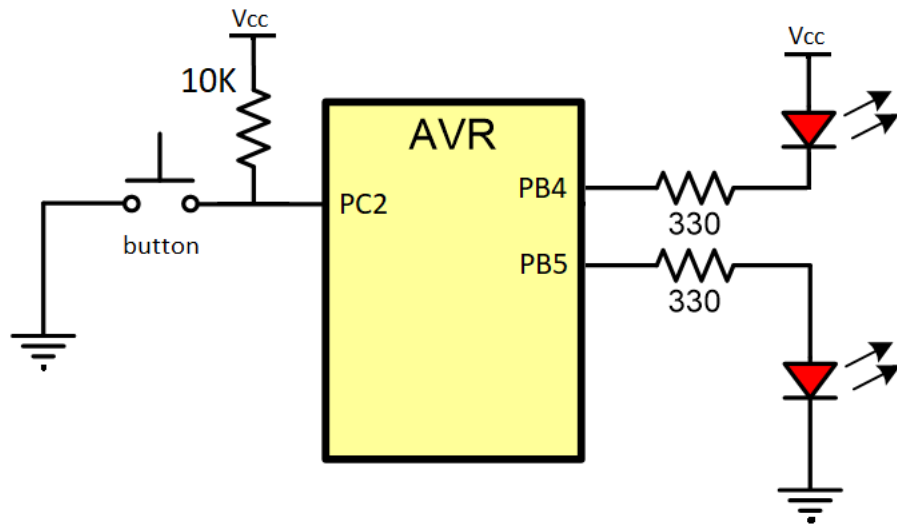 Vcc
10K
button
AVR
PC2
PB4
PB5
330
330
Vcc